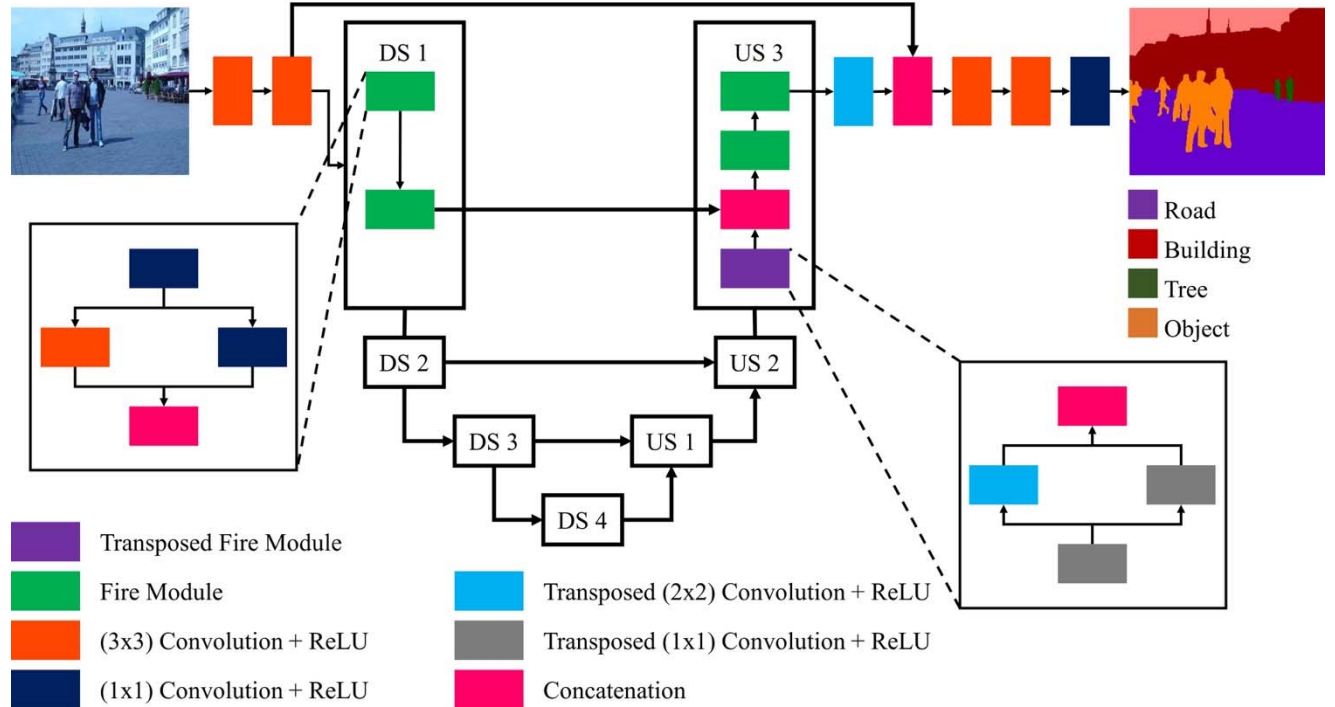 DS 1
US 3
Road
Building
Tree
Object
DS 2
US 2
DS 3
US 1
DS 4
Transposed Fire Module
Fire Module
(3x3) Convolution + ReLU
(1x1) Convolution + ReLU
Transposed (2x2) Convolution + ReLU
Transposed (1x1) Convolution + ReLU
Concatenation